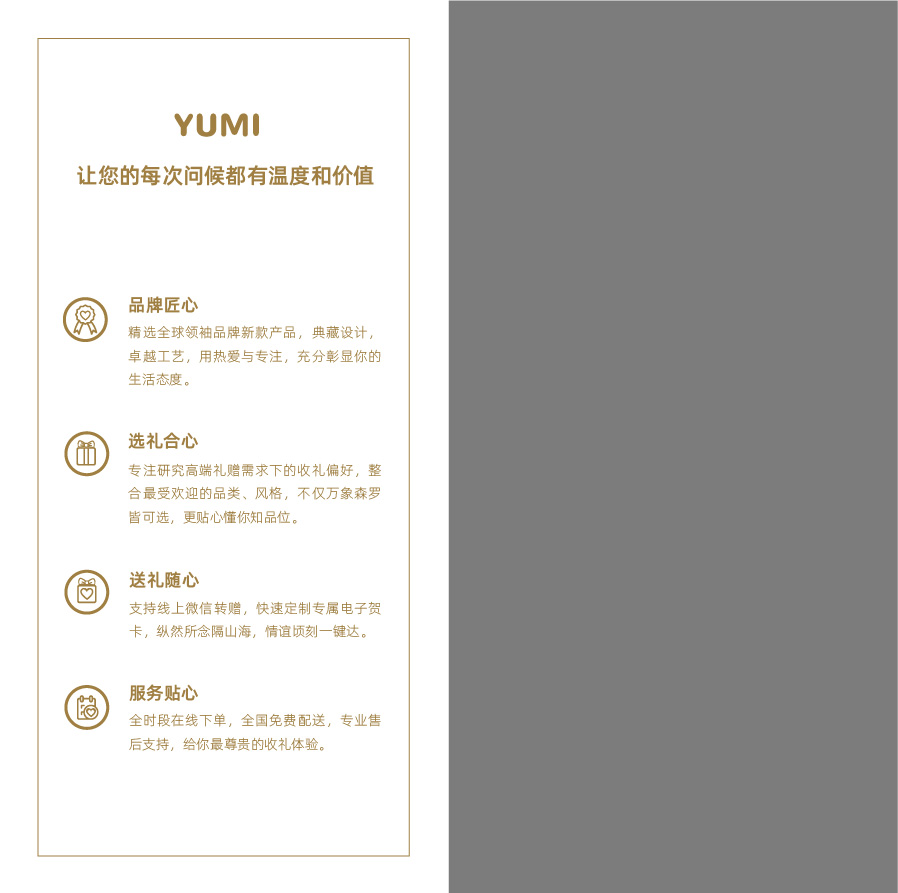 YUMI
让您的每次问候都有温度和价值
品牌匠心
精选全球领袖品牌新款产品，典藏设计，
卓越工艺，用热爱与专注，充分彰显你的
生活态度。
选礼合心
专注研究高端礼赠需求下的收礼偏好，整
合最受欢迎的品类、风格，不仅万象森罗
皆可选，更贴心懂你知品位。
送礼随心
支持线上微信转赠，快速定制专属电子贺
卡，纵然所念隔山海，情谊顷刻一键达。
服务贴心
全时段在线下单，全国免费配送，专业售
后支持，给你最尊贵的收礼体验。